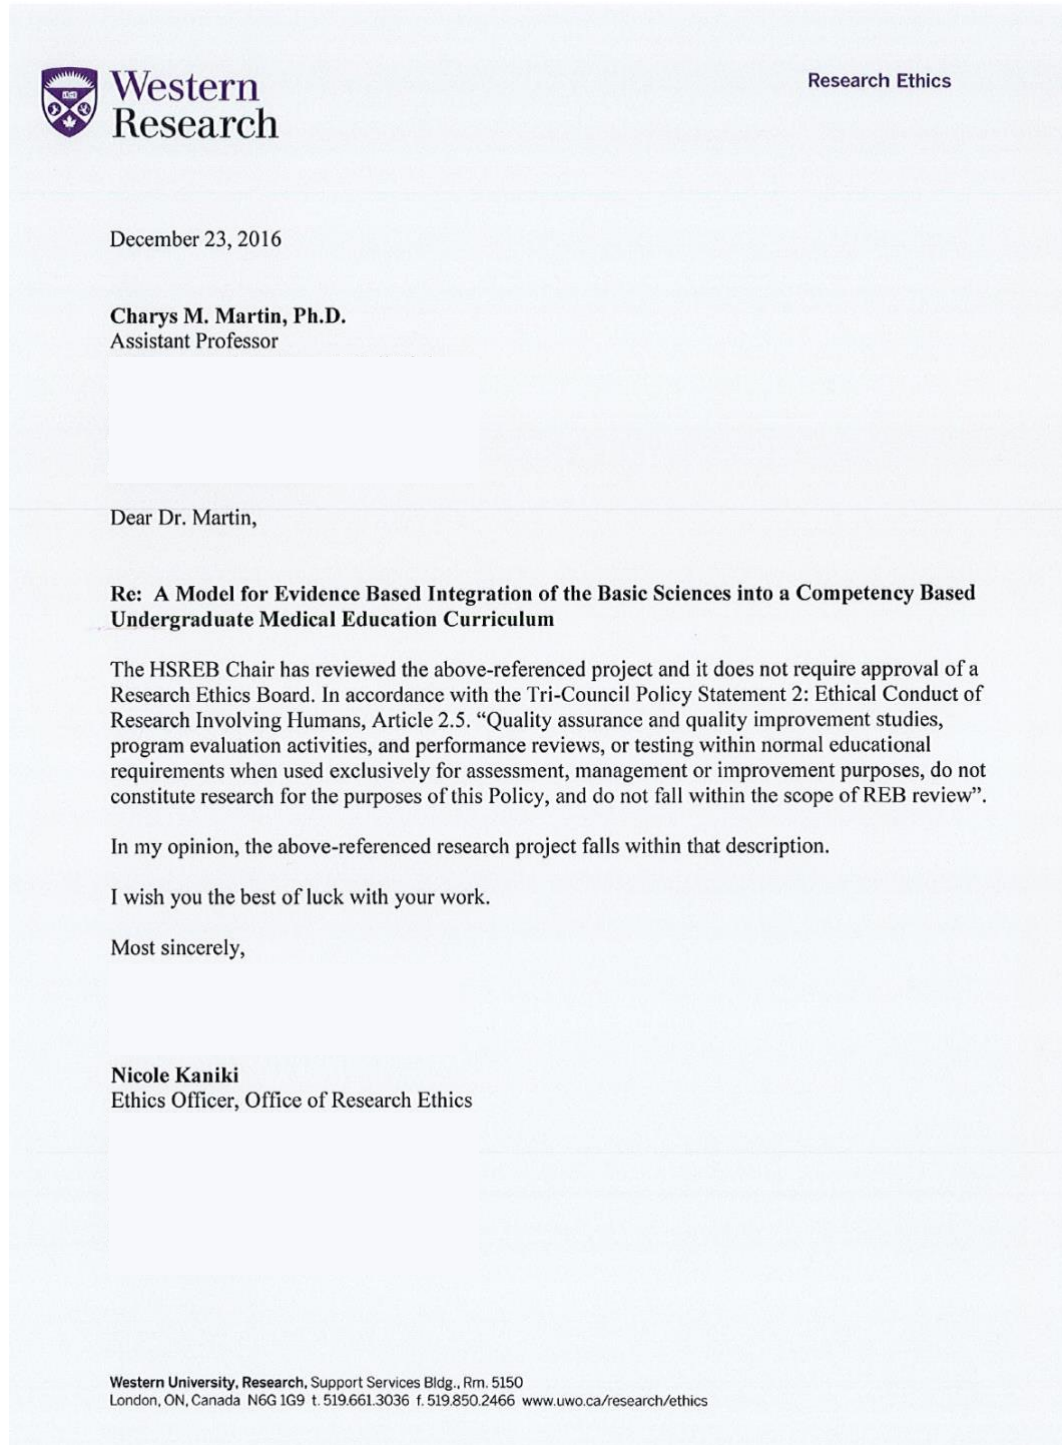 Western
Research
Research Ethics
December 23, 2016
Charys M. Martin, Ph.D.
Assistant Professor
Dear Dr. Martin,
Re: A Model for Evidence Based Integration of the Basic Sciences into a Competency Based
Undergraduate Medical Education Curriculum
The HSREB Chair has reviewed the above-referenced project and it does not require approval of a
Research Ethics Board. In accordance with the Tri-Council Policy Statement 2: Ethical Conduct of
Research Involving Humans, Article 2.5. “Quality assurance and quality improvement studies,
program evaluation activities, and performance reviews, or testing within normal educational
requirements when used exclusively for assessment, management or improvement purposes, do not
constitute research for the purposes of this Policy, and do not fall within the scope of REB review”.
In my opinion, the above-referenced research project falls within that description.
I wish you the best of luck with your work.
Most sincerely,
Nicole Kaniki
Ethics Officer, Office of Research Ethics
Western University, Research, Support Services Bldg., Rm. 5150
London, ON, Canada N6G 1G9 t. 519.661.3036 f. 519.850.2466 www.uwo.ca/research/ethics